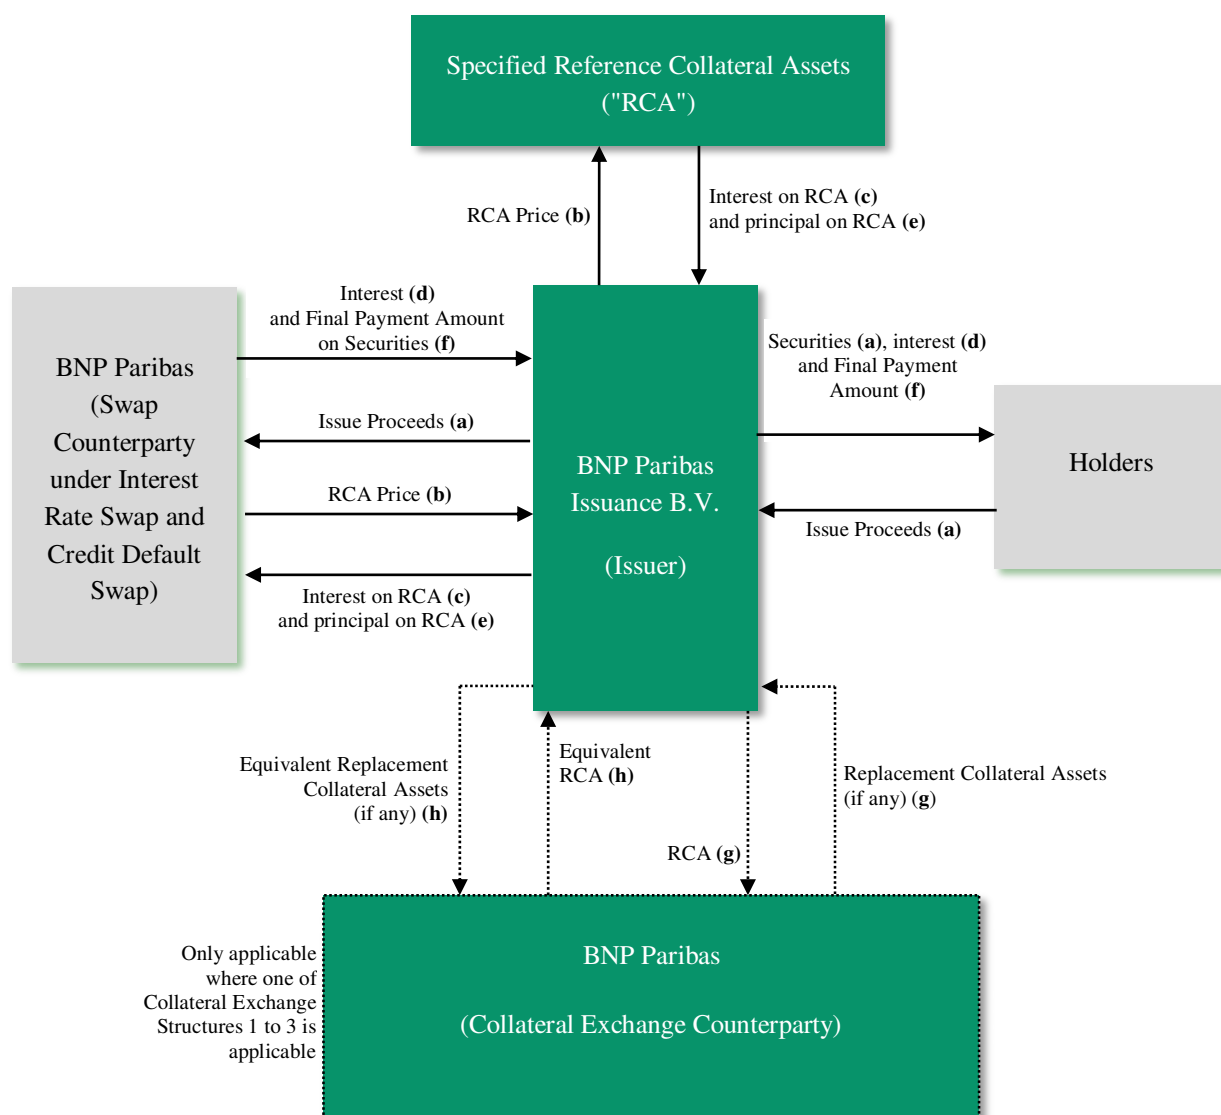 Specified Reference Collateral Assets
("RCA")
RCA Price (b)
Interest on RCA (c)
and principal on RCA (e)
Interest (d)
and Final Payment Amount
on Securities (f)
Securities (a), interest (d)
and Final Payment
Amount (f)
BNP Paribas
(Swap
Counterparty
under Interest
Rate Swap and
Credit Default
Swap)
Issue Proceeds (a)
RCA Price (b)
Interest on RCA (c)
and principal on RCA (e)
BNP Paribas
Issuance B.V.
(Issuer)
Holders
Issue Proceeds (a)
Equivalent Replacement
Collateral Assets
(if any) (h)
Equivalent
RCA (h)
RCA (g)
Replacement Collateral Assets
(if any) (g)
Only applicable
where one of
Collateral Exchange
Structures 1 to 3 is
applicable
BNP Paribas
(Collateral Exchange Counterparty)